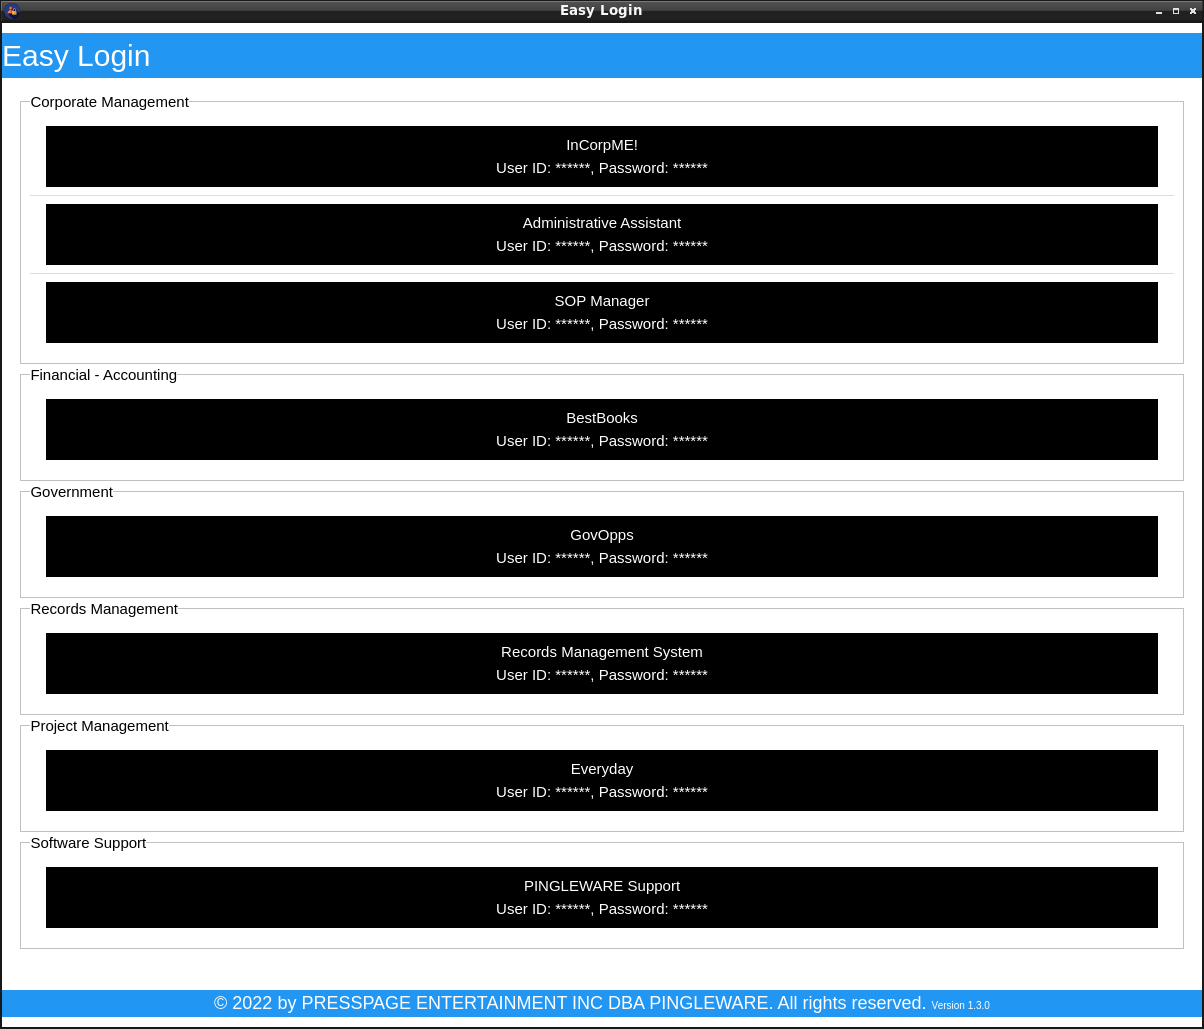 Easy Login
Easy Login
Corporate Management
InCorpME!
User ID: ******, Password: ******
Administrative Assistant
User ID: ******, Password: ******
SOP Manager
User ID: ******, Password: ******
Financial - Accounting
BestBooks
User ID: ******, Password: ******
Government
GovOpps
User ID: ******, Password: ******
Records Management
Records Management System
User ID: ******, Password: ******
Project Management
Everyday
User ID: ******, Password: ******
Software Support
PINGLEWARE Support
User ID: ******, Password: ******
© 2022 by PRESSPAGE ENTERTAINMENT INC DBA PINGLEWARE. All rights reserved. Version 1.3.0